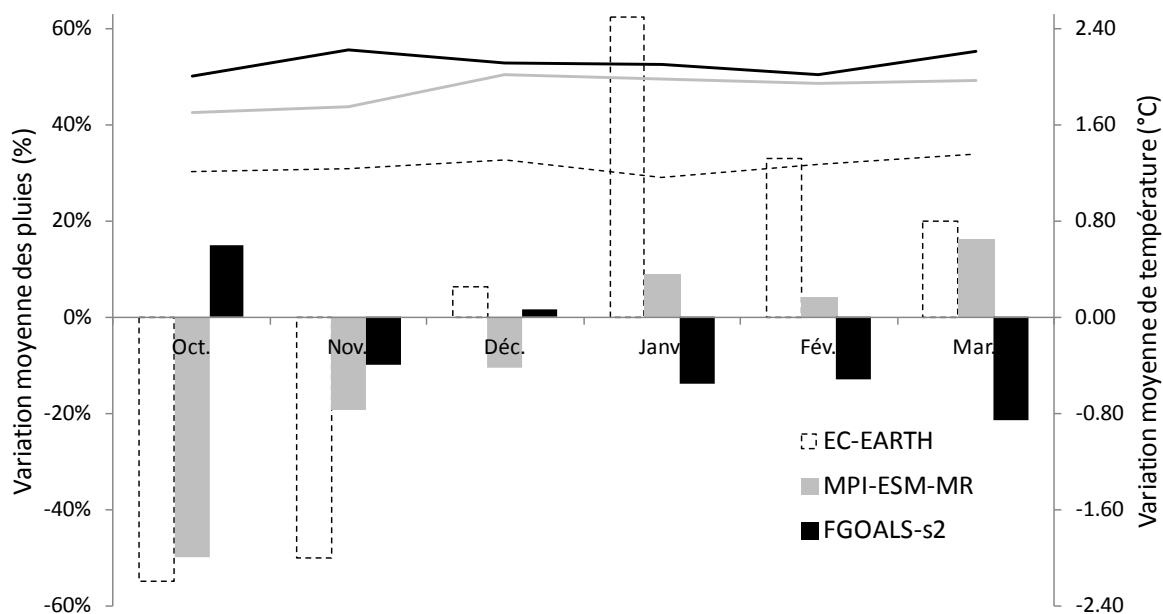 Variation moyenne des pluies (%)
60%
40%
20%
0%
-20%
-40%
-60%
Oct.
Nov.
Déc.
Janv
Fév.
Mar.
EC-EARTH
MPI-ESM-MR
FGOALS-s2
2.40
1.60
0.80
0.00
-0.80
-1.60
-2.40
Variation moyenne de température (°C)